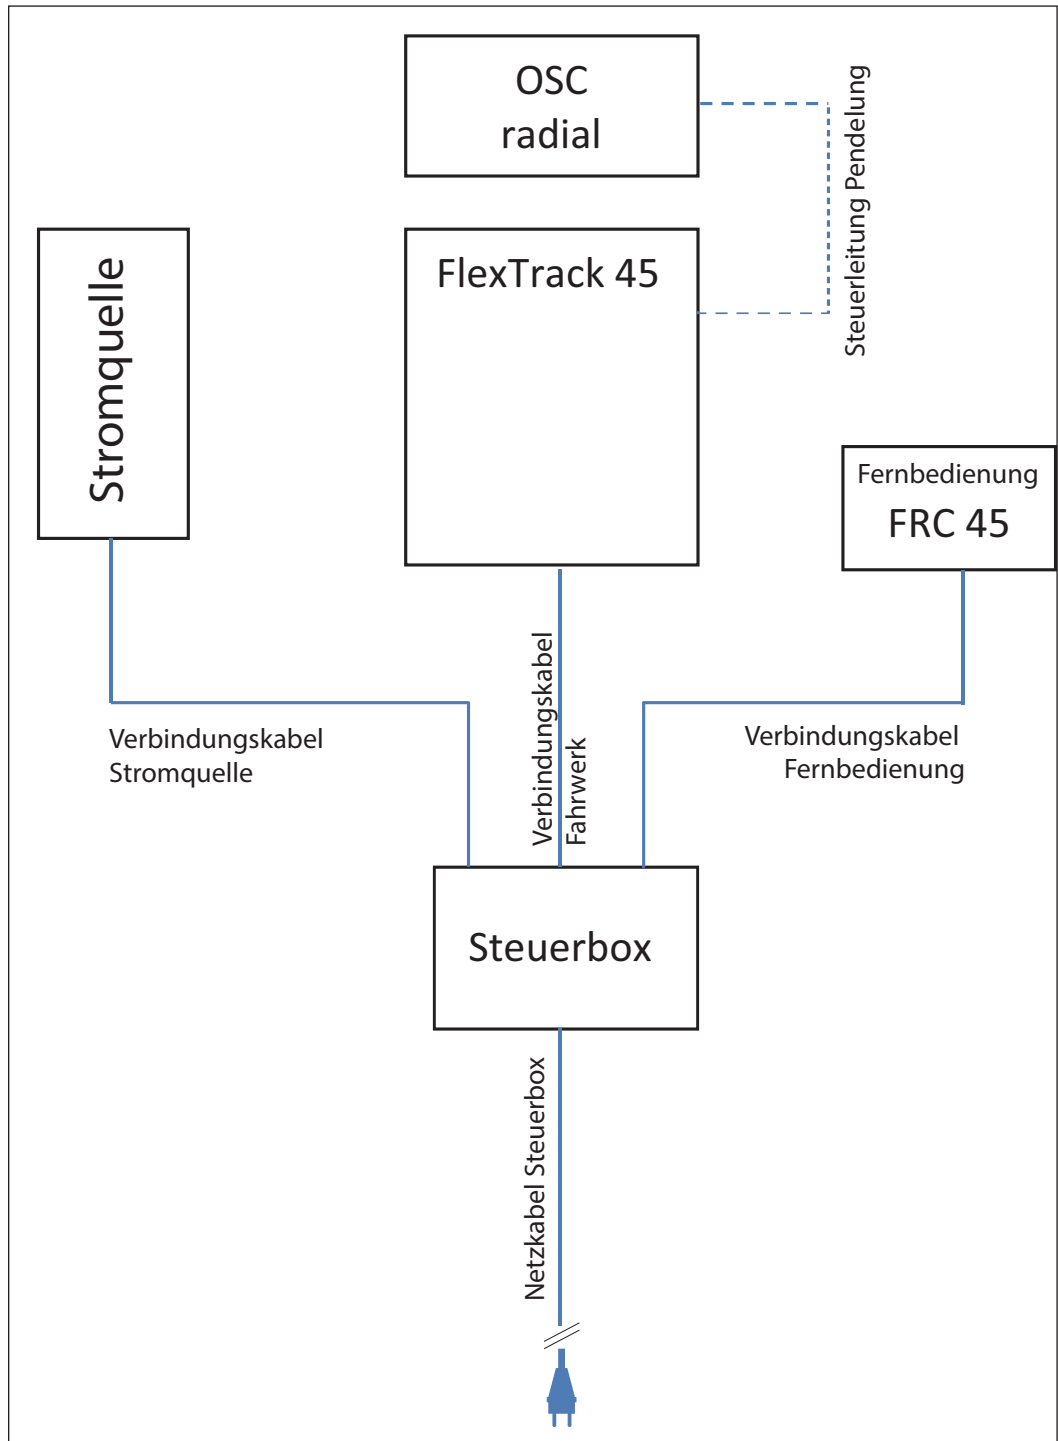 OSC
radial
Steuerleitung Pendelung
Stromquelle
FlexTrack 45
Fernbedienung
FRC 45
Verbindungskabel
Stromquelle
Verbindungskabel
Fahrwerk
Verbindungskabel
Fernbedienung
Steuerbox
Netzkabel Steuerbox